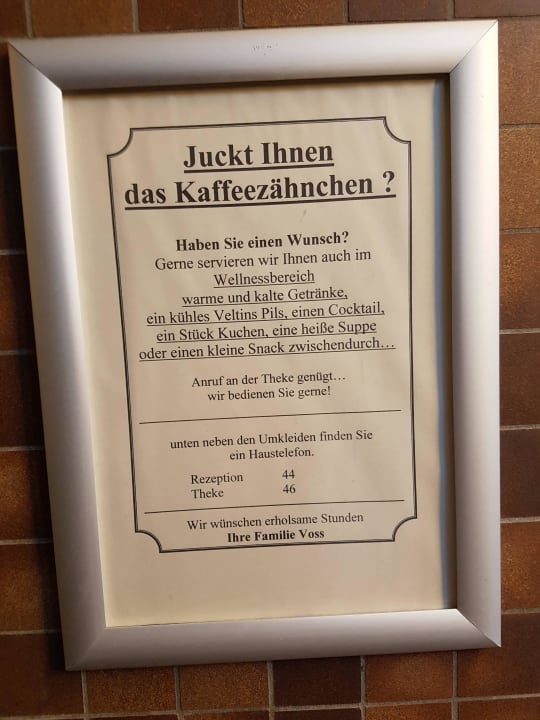 Juckt Ihnen
das Kaffeezähnchen ?
Haben Sie einen Wunsch?
Gerne servieren wir Ihnen auch im
Wellnessbereich
warme und kalte Getränke,
ein kühles Veltins Pils, einen Cocktail,
ein Stück Kuchen, eine heiße Suppe
oder einen kleine Snack zwischendurch…
Anruf an der Theke genügt…
wir bedienen Sie gerne!
unten neben den Umkleiden finden Sie
ein Haustelefon.
Rezeption 44
Theke 46
Wir wünschen erholsame Stunden
Ihre Familie Voss